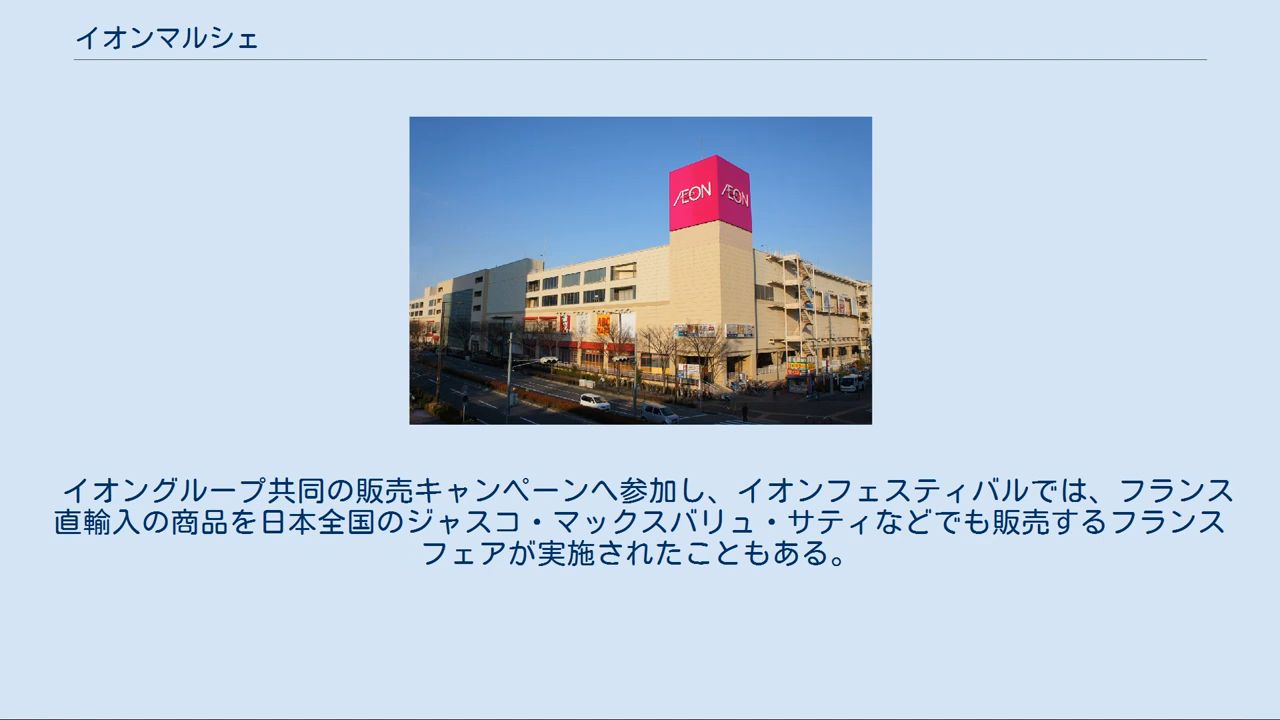 イオンマルシェ
ÆON ÆON
ABC
イオングループ共同の販売キャンペーンへ参加し、イオンフェスティバルでは、フランス
直輸入の商品を日本全国のジャスコ・マックスバリュ・サティなどでも販売するフランス
フェアが実施されたこともある。